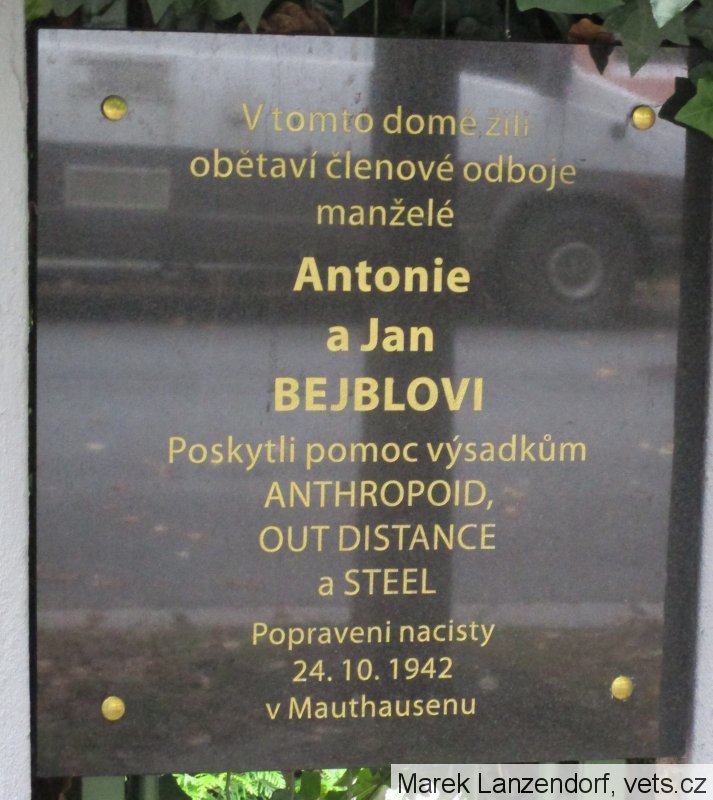 V tomto domě žili
obětaví členové odboje
manželé
Antonie
a Jan
BEJBLOVI
Poskytli pomoc výsadkům
ANTHROPOID,
OUT DISTANCE
a STEEL
Popraveni nacisty
24. 10. 1942
v Mauthausenu
Marek Lanzendorf, vets.cz